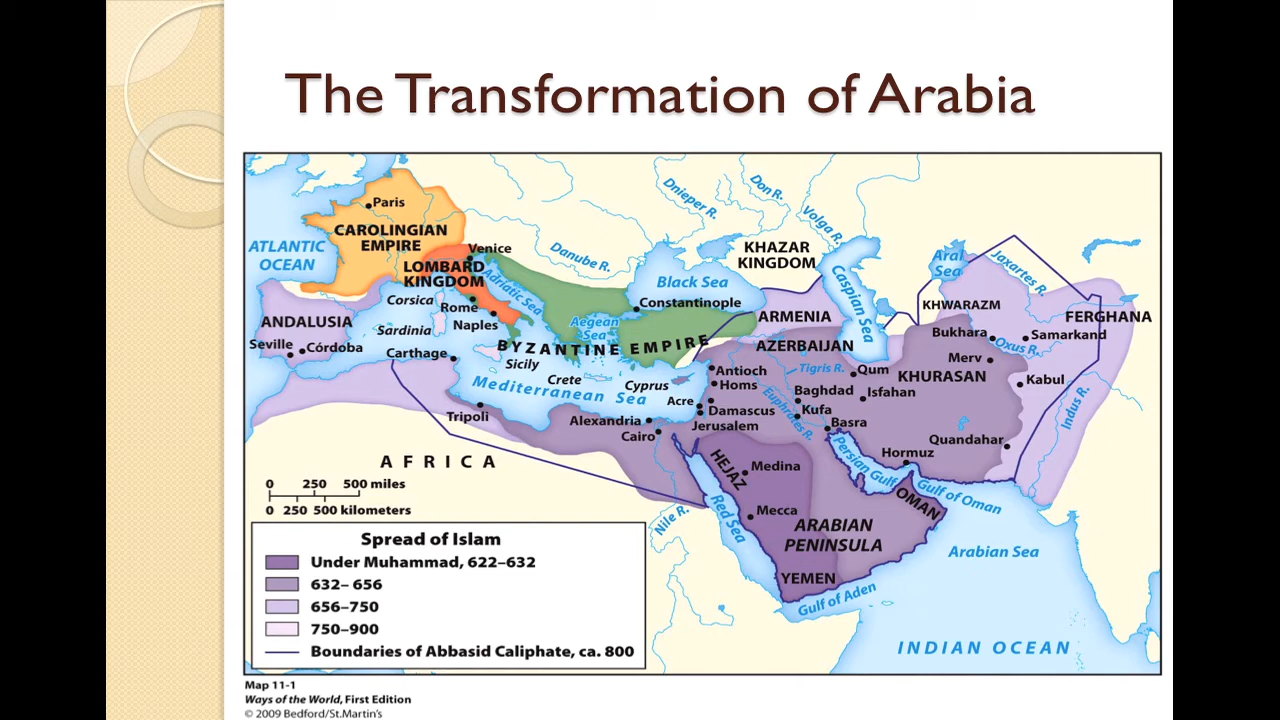 The Transformation of Arabia
Dnieper R.
Don R.
Volga R.
Paris
CAROLINGIAN
EMPIRE
ATLANTIC
OCEAN
Venice
Danube R.
KHAZAR
KINGDOM
Aral
Sea
Jaxartes R.
LOMBARD
KINGDOM
Adriatic Sea
Black Sea
Caspian Sea
Corsica
Rome
Constantinople
KHWARAZM
FERGHANA
ANDALUSIA
Sardinia
Naples
Aegean
Sea
ARMENIA
Bukhara
Samarkand
Seville
Córdoba
Carthage
BYZANTINE EMPIRE
AZERBAIJAN
Oxus R.
Merv
Sicily
Tigris R.
Qum
KHURASAN
Crete
Cyprus
Antioch
Homs
Kabul
Mediterranean Sea
Baghdad
Isfahan
Acre
Euphrates R.
Damascus
Kufa
Indus R.
Tripoli
Alexandria
Jerusalem
Basra
Cairo
Quandahar
AFRICA
HEJAZ
Medina
Persian Gulf
Hormuz
0 250 500 miles
Gulf of Oman
OMAN
0 250 500 kilometers
Nile R.
Red Sea
Mecca
ARABIAN
PENINSULA
Arabian Sea
YEMEN
Gulf of Aden
INDIAN OCEAN
Spread of Islam
Under Muhammad, 622–632
632– 656
656–750
750–900
Boundaries of Abbasid Caliphate, ca. 800
Map 11-1
Ways of the World, First Edition
© 2009 Bedford/St.Martin's